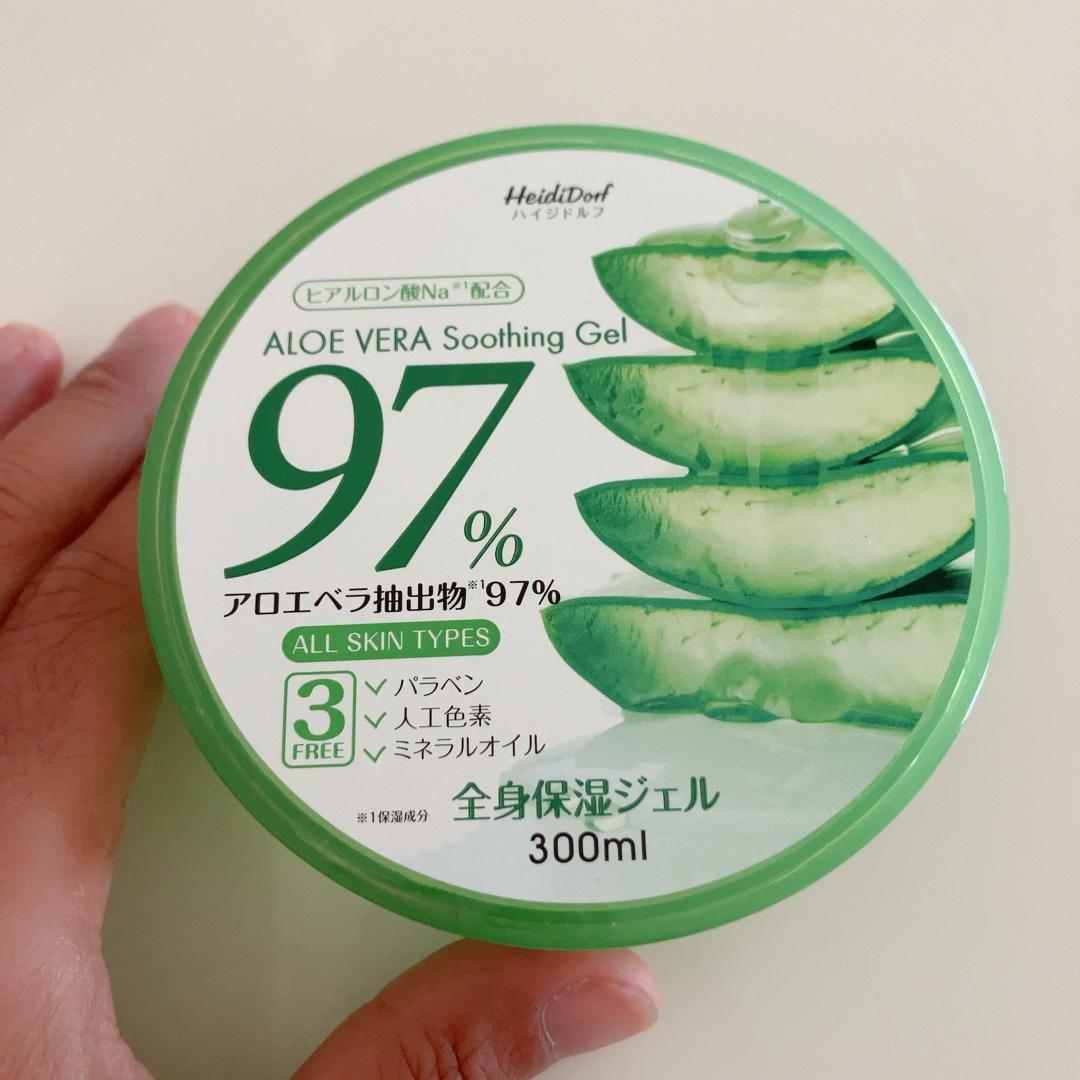 HeidiDorf
ハイジドルフ
ヒアルロン酸Na※1配合
ALOE VERA Soothing Gel
97%
アロエベラ抽出物※1 97%
ALL SKIN TYPES
3 FREE
パラベン
人工色素
ミネラルオイル
※1保湿成分
全身保湿ジェル
300ml